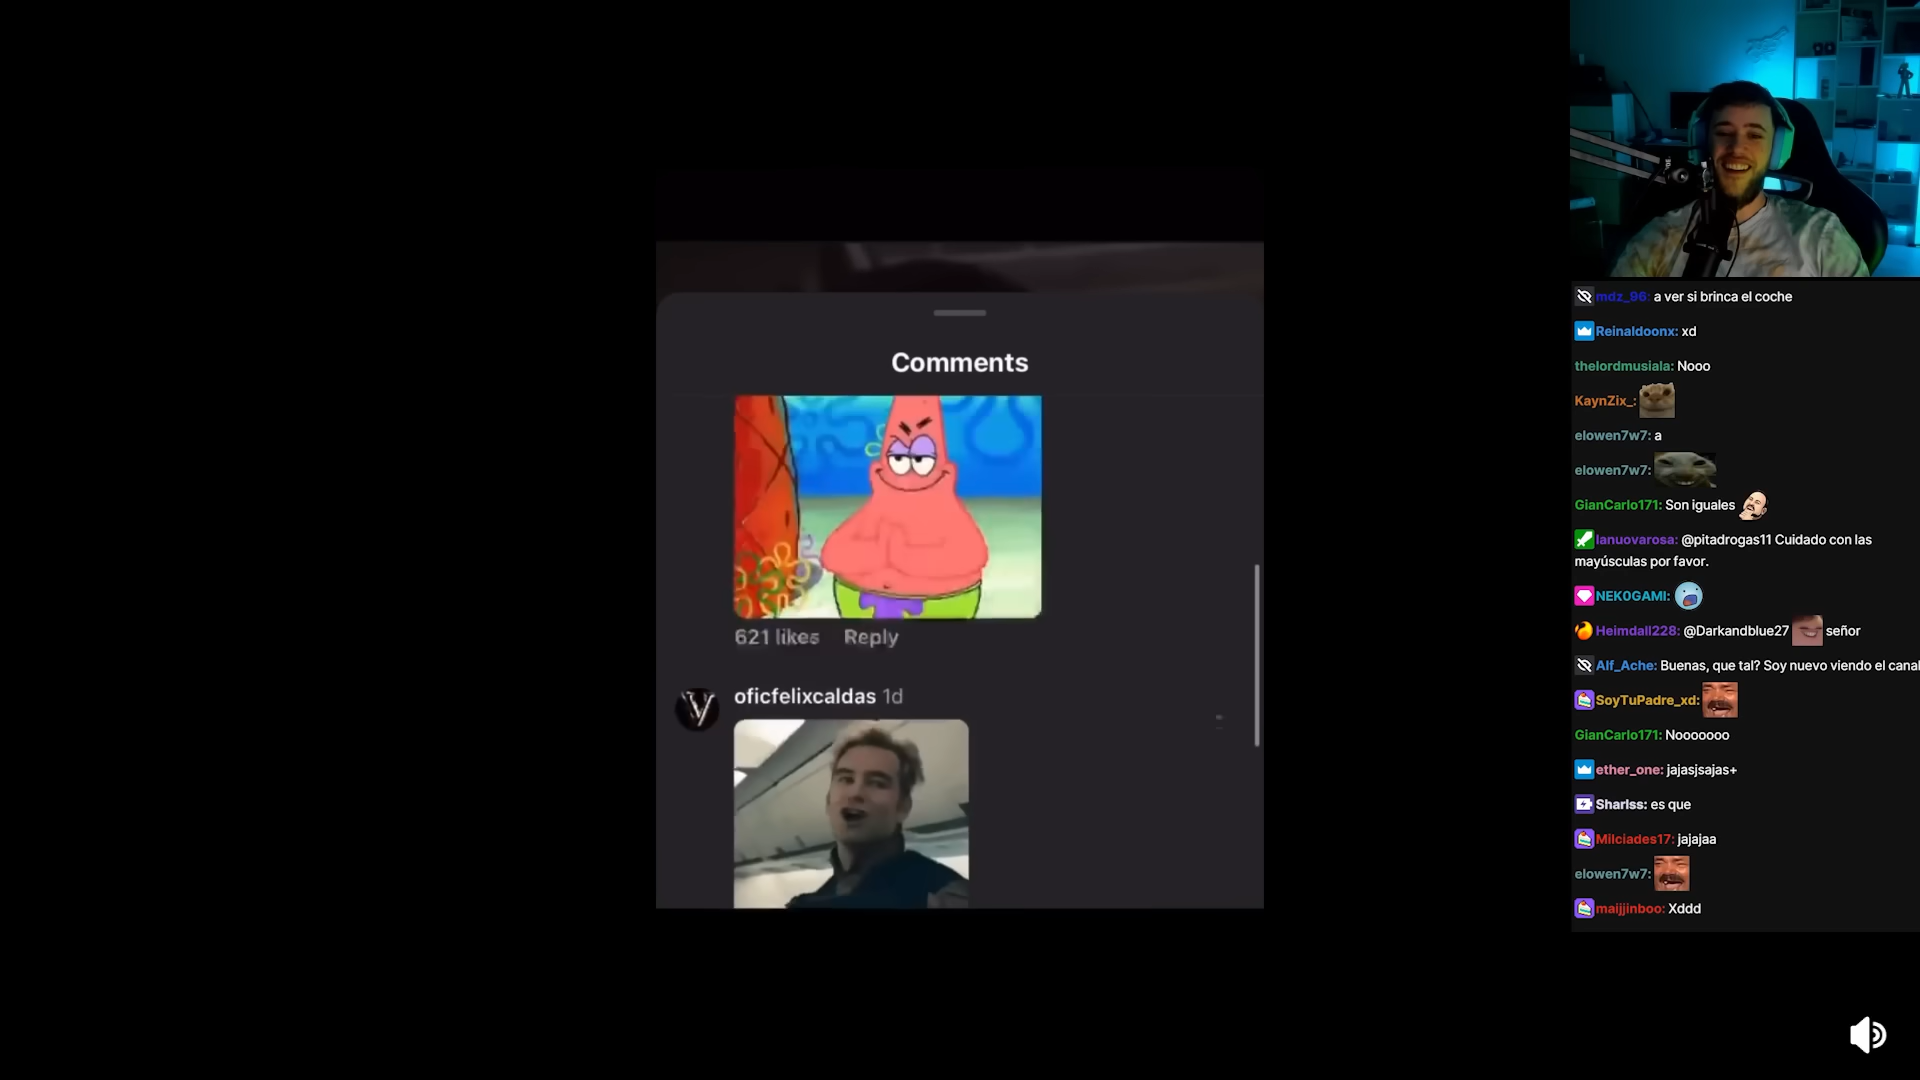 Comments
621 likes Reply
oficfelixcaldas 1d
mdz_96: a ver si brinca el coche
Reinaldoonx: xd
thelordmusiala: Nooo
KaynZix_:
elowen7w7: a
elowen7w7:
GianCarlo171: Son iguales
lanuovarosa: @pitadrogas11 Cuidado con las
mayúsculas por favor.
NEK0GAMI:
Heimdall228: @Darkandblue27 señor
Alf_Ache: Buenas, que tal? Soy nuevo viendo el canal
SoyTuPadre_xd:
GianCarlo171: Nooooooo
ether_one: jajasjsajas+
Sharlss: es que
Milciades17: jajajaa
elowen7w7:
maijjinboo: Xddd